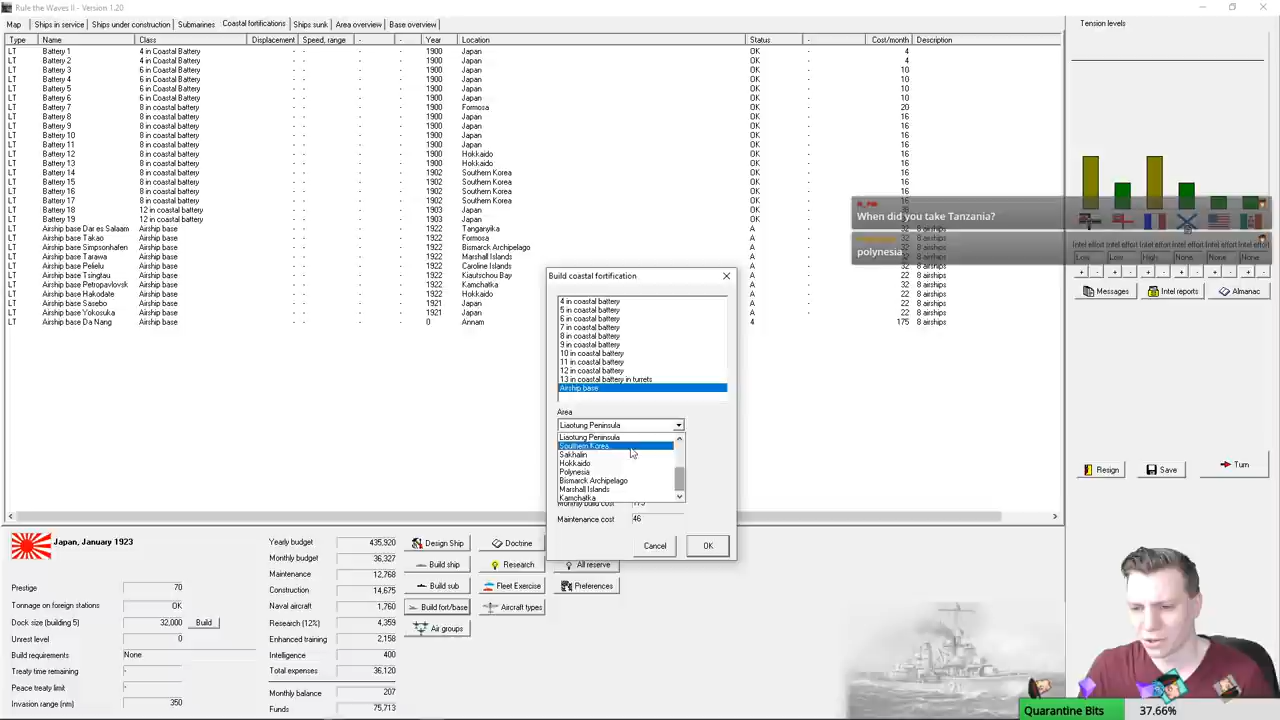 Rule the Waves II - Version 1.20
Map Ships in service Ships under construction Submarines Coastal fortifications Ships sunk Area overview Base overview
Type Name Class Displacement Speed, range - - Year Location Status - Cost/month Description
LT Battery 1 4 in Coastal Battery - - - 1900 Japan OK - 4
LT Battery 2 4 in Coastal Battery - - - 1900 Japan OK - 4
LT Battery 3 6 in Coastal Battery - - - 1900 Japan OK - 10
LT Battery 4 6 in Coastal Battery - - - 1900 Japan OK - 10
LT Battery 5 6 in Coastal Battery - - - 1900 Japan OK - 10
LT Battery 6 6 in Coastal Battery - - - 1900 Japan OK - 10
LT Battery 7 8 in coastal battery - - - 1900 Formosa OK - 20
LT Battery 8 8 in coastal battery - - - 1900 Japan OK - 16
LT Battery 9 8 in coastal battery - - - 1900 Japan OK - 16
LT Battery 10 8 in coastal battery - - - 1900 Japan OK - 16
LT Battery 11 8 in coastal battery - - - 1900 Japan OK - 16
LT Battery 12 8 in coastal battery - - - 1900 Hokkaido OK - 16
LT Battery 13 8 in coastal battery - - - 1900 Hokkaido OK - 16
LT Battery 14 8 in coastal battery - - - 1902 Southern Korea OK - 16
LT Battery 15 8 in coastal battery - - - 1902 Southern Korea OK - 16
LT Battery 16 8 in coastal battery - - - 1902 Southern Korea OK - 16
LT Battery 17 8 in coastal battery - - - 1902 Southern Korea OK - 16
LT Battery 18 12 in coastal battery - - - 1903 Japan OK
LT Battery 19 12 in coastal battery - - - 1903 Japan OK
LT Airship base Dar es Salaam Airship base - - - 1922 Tanganyika A 32 8 airships
LT Airship base Takao Airship base - - - 1922 Formosa A 32 8 airships
LT Airship base Simpsonhafen Airship base - - - 1922 Bismarck Archipelago A 32 8 airships
LT Airship base Tarawa Airship base - - - 1922 Marshall Islands A 32 8 airships
LT Airship base Pelieliu Airship base - - - 1922 Caroline Islands A 32 8 airships
LT Airship base Tsingtau Airship base - - - 1922 Kiautschou Bay A 22 8 airships
LT Airship base Petropavlovsk Airship base - - - 1922 Kamchatka A 32 8 airships
LT Airship base Hakodate Airship base - - - 1922 Hokkaido A 22 8 airships
LT Airship base Sasebo Airship base - - - 1921 Japan A 22 8 airships
LT Airship base Yokosuka Airship base - - - 1921 Japan A 22 8 airships
LT Airship base Da Nang Airship base - - - 0 Annam 4 175 8 airships
Tension levels
When did you take Tanzania?
polynesia
Intel effort Intel effort Intel effort Intel effort Intel effort Intel effort
Low Low High None None None
+ - + - + - + - + - + -
Messages Intel reports Almanac
Resign Save Turn
Build coastal fortification
4 in coastal battery
5 in coastal battery
6 in coastal battery
7 in coastal battery
8 in coastal battery
9 in coastal battery
10 in coastal battery
11 in coastal battery
12 in coastal battery
13 in coastal battery in turrets
Airship base
Area
Liaotung Peninsula
Liaotung Peninsula
Southern Korea
Sakhalin
Hokkaido
Polynesia
Bismarck Archipelago
Marshall Islands
Kamchatka
Monthly build cost 175
Maintenance cost 46
Cancel OK
Japan, January 1923
Prestige 70
Tonnage on foreign stations OK
Dock size (building 5) 32,000 Build
Unrest level 0
Build requirements None
Treaty time remaining -
Peace treaty limit -
Invasion range (nm) 350
Yearly budget 435,920
Monthly budget 36,327
Maintenance 12,768
Construction 14,675
Naval aircraft 1,760
Research (12%) 4,359
Enhanced training 2,158
Intelligence 400
Total expenses 36,120
Monthly balance 207
Funds 75,713
Design Ship Doctrine
Build ship Research All reserve
Build sub Fleet Exercise Preferences
Build fort/base Aircraft types
Air groups
Quarantine Bits 37.66%